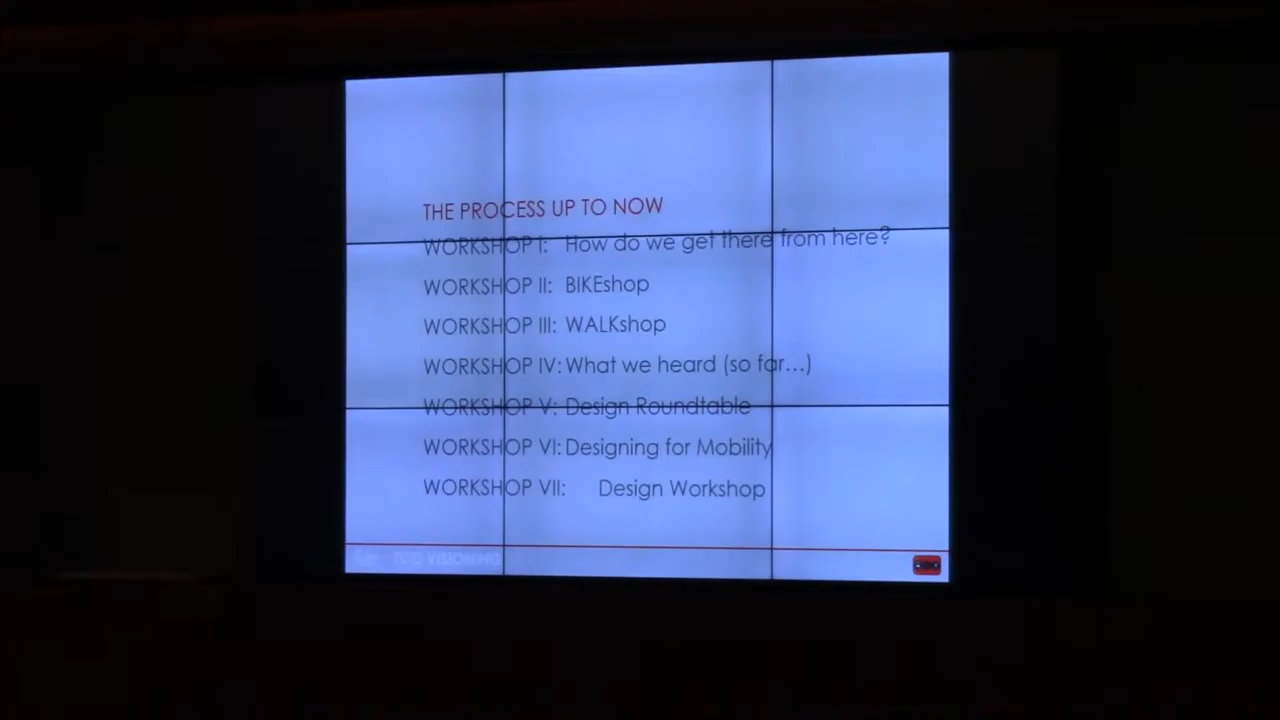 THE PROCESS UP TO NOW
WORKSHOP I: How do we get there from here?
WORKSHOP II: BIKEshop
WORKSHOP III: WALKshop
WORKSHOP IV: What we heard (so far...)
WORKSHOP V: Design Roundtable
WORKSHOP VI: Designing for Mobility
WORKSHOP VII: Design Workshop
TOD VISIONING